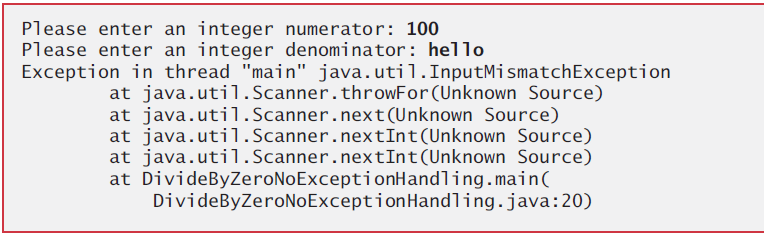 Please enter an integer numerator: 100
Please enter an integer denominator: hello
Exception in thread "main" java.util.InputMismatchException
at java.util.Scanner.throwFor(Unknown Source)
at java.util.Scanner.next(Unknown Source)
at java.util.Scanner.nextInt(Unknown Source)
at java.util.Scanner.nextInt(Unknown Source)
at DivideByZeroNoExceptionHandling.main(
DivideByZeroNoExceptionHandling.java:20)